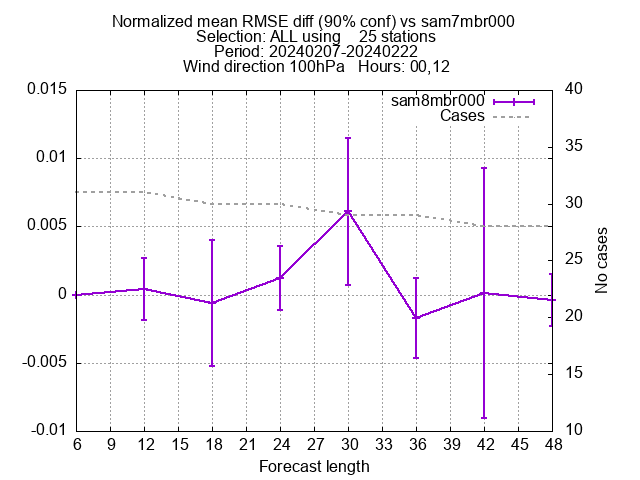 Normalized mean RMSE diff (90% conf) vs sam7mbr000
Selection: ALL using    25 stations
Period: 20240207-20240222
Wind direction 100hPa   Hours: 00,12
sam8mbr000
Cases
0.015
0.01
0.005
0
-0.005
-0.01
40
35
30
25
20
15
10
No cases
6 9 12 15 18 21 24 27 30 33 36 39 42 45 48
Forecast length